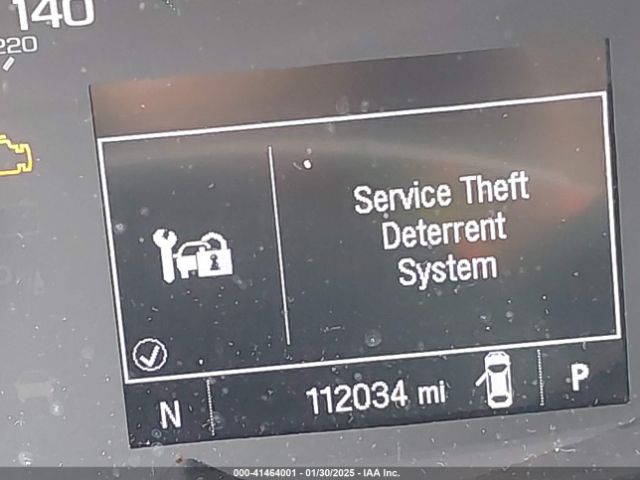 140
220
Service Theft
Deterrent
System
N 112034 mi P
000-41464001 - 01/30/2025 - IAA Inc.